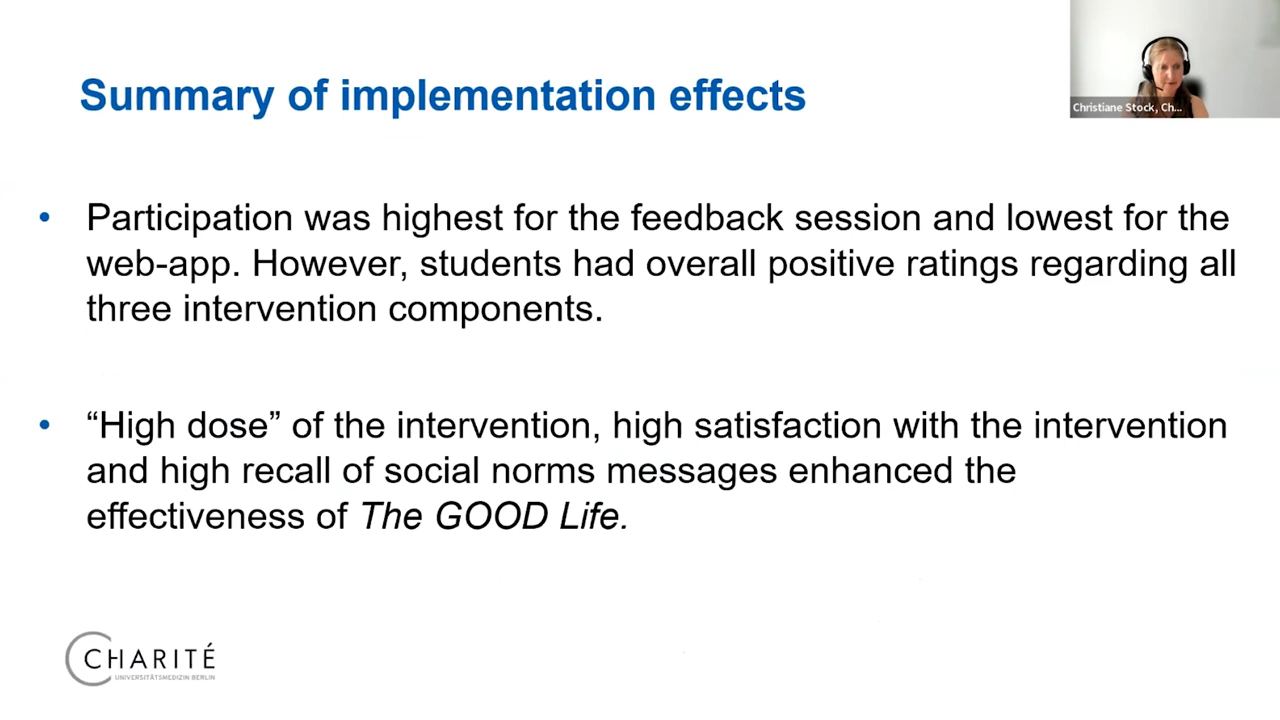 Summary of implementation effects
Christiane Stock, Ch...
• Participation was highest for the feedback session and lowest for the
web-app. However, students had overall positive ratings regarding all
three intervention components.
• “High dose” of the intervention, high satisfaction with the intervention
and high recall of social norms messages enhanced the
effectiveness of The GOOD Life.
CHARITÉ
UNIVERSITÄTSMEDIZIN BERLIN